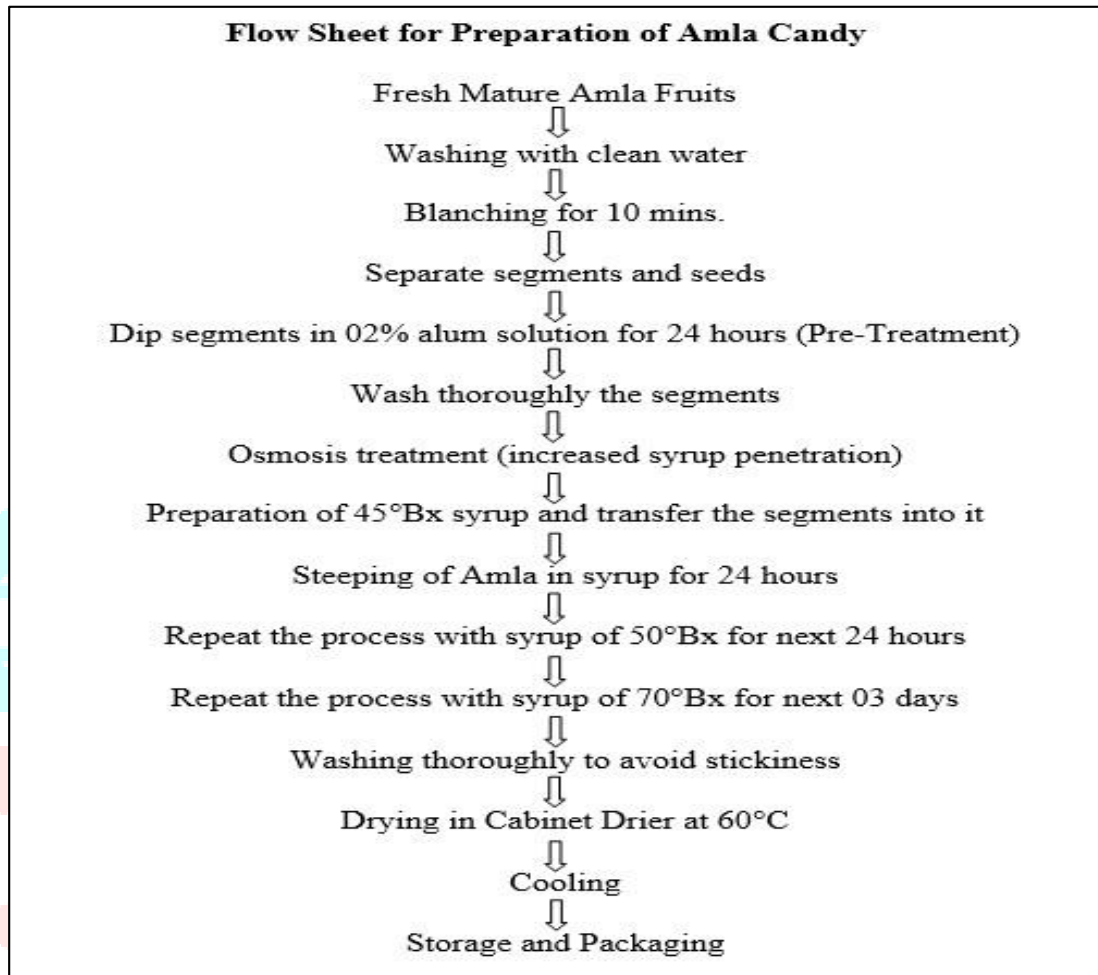 Flow Sheet for Preparation of Amla Candy
Fresh Mature Amla Fruits
Washing with clean water
Blanching for 10 mins.
Separate segments and seeds
Dip segments in 02% alum solution for 24 hours (Pre-Treatment)
Wash thoroughly the segments
Osmosis treatment (increased syrup penetration)
Preparation of 45°Bx syrup and transfer the segments into it
Steeping of Amla in syrup for 24 hours
Repeat the process with syrup of 50°Bx for next 24 hours
Repeat the process with syrup of 70°Bx for next 03 days
Washing thoroughly to avoid stickiness
Drying in Cabinet Drier at 60°C
Cooling
Storage and Packaging